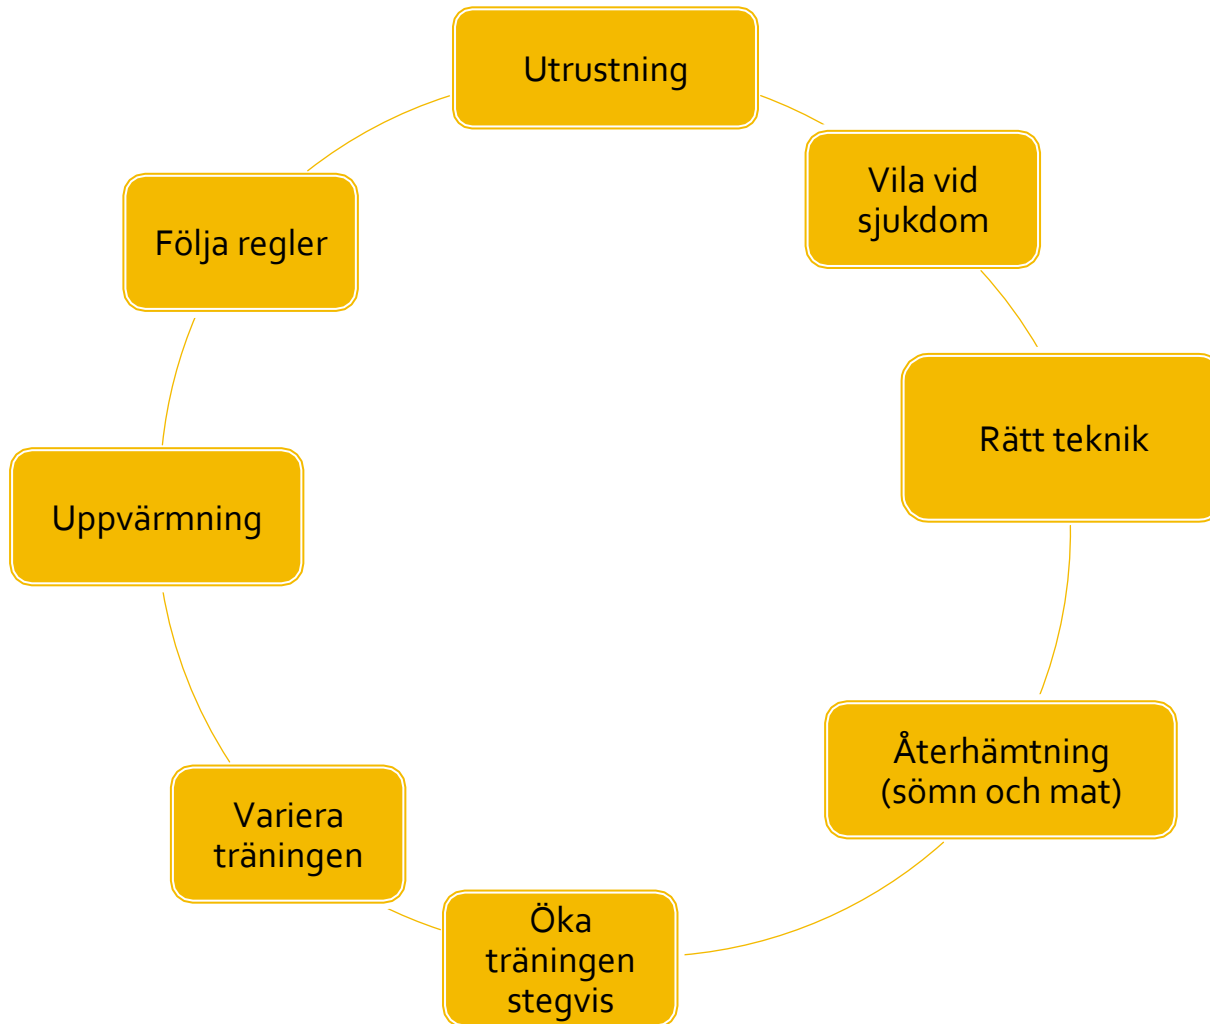 Utrustning
Vila vid
sjukdom
Rätt teknik
Återhämtning
(sömn och mat)
Öka
träningen
stegvis
Variera
träningen
Uppvärmning
Följa regler